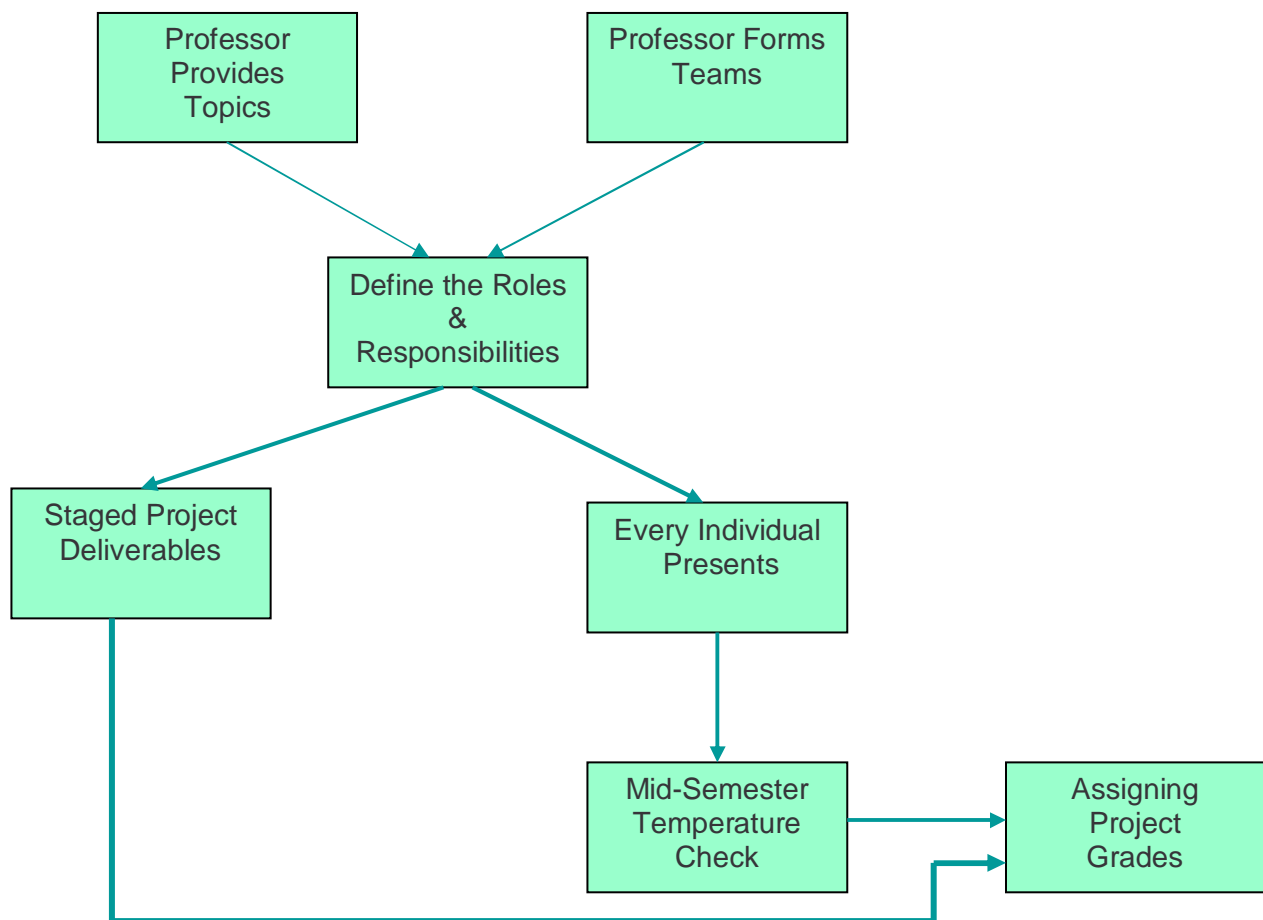 Professor
Provides
Topics
Professor Forms
Teams
Define the Roles
&
Responsibilities
Staged Project
Deliverables
Every Individual
Presents
Mid-Semester
Temperature
Check
Assigning
Project
Grades